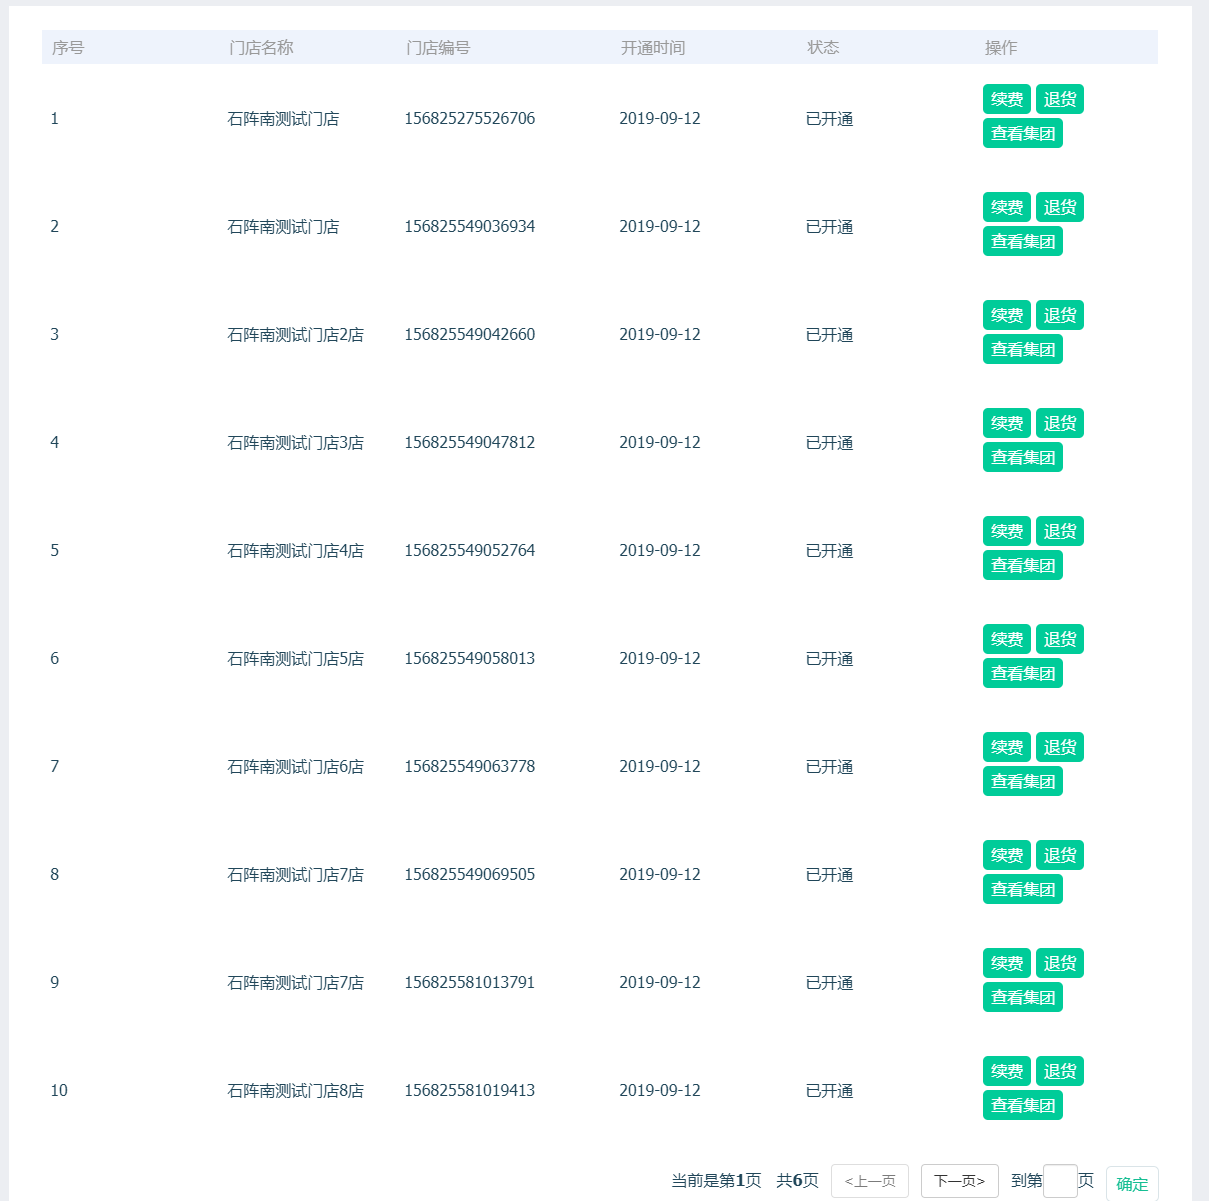 序号 门店名称 门店编号 开通时间 状态 操作
续费 退货
1 石阵南测试门店 156825275526706 2019-09-12 已开通
查看集团
续费 退货
2 石阵南测试门店 156825549036934 2019-09-12 已开通
查看集团
续费 退货
3 石阵南测试门店2店 156825549042660 2019-09-12 已开通
查看集团
续费 退货
4 石阵南测试门店3店 156825549047812 2019-09-12 已开通
查看集团
续费 退货
5 石阵南测试门店4店 156825549052764 2019-09-12 已开通
查看集团
续费 退货
6 石阵南测试门店5店 156825549058013 2019-09-12 已开通
查看集团
续费 退货
7 石阵南测试门店6店 156825549063778 2019-09-12 已开通
查看集团
续费 退货
8 石阵南测试门店7店 156825549069505 2019-09-12 已开通
查看集团
续费 退货
9 石阵南测试门店7店 156825581013791 2019-09-12 已开通
查看集团
续费 退货
10 石阵南测试门店8店 156825581019413 2019-09-12 已开通
查看集团
当前是第1页 共6页 <上一页 下一页> 到第 页 确定